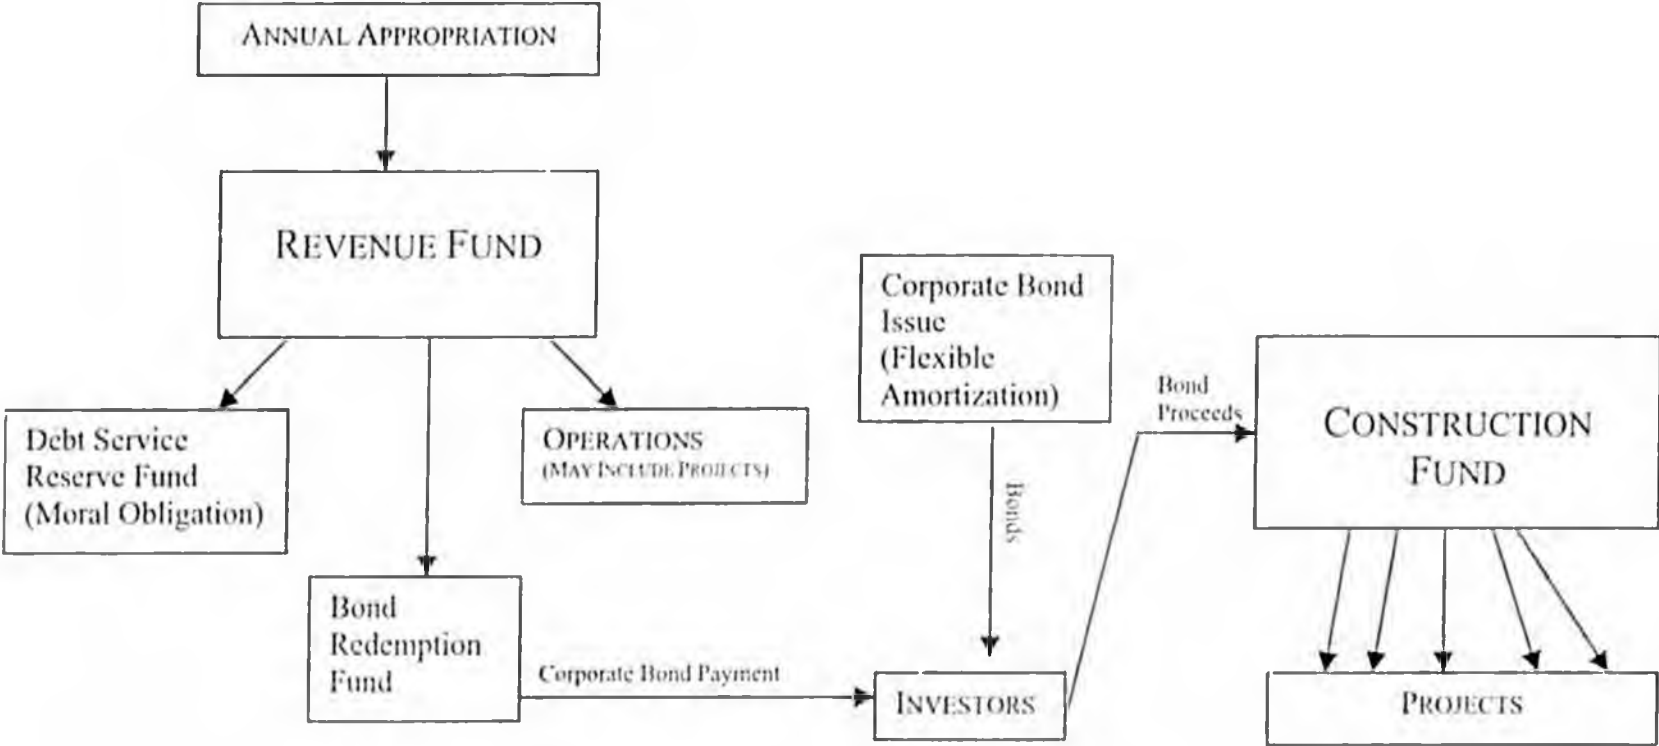 ANNUAL APPROPRIATION
REVENUE FUND
Debt Service
Reserve Fund
(Moral Obligation)
OPERATIONS
(MAY INCLUDE PROJECTS)
Bond
Redemption
Fund
Corporate Bond Payment
Corporate Bond
Issue
(Flexible
Amortization)
Bonds
INVESTORS
Bond
Proceeds
CONSTRUCTION
FUND
PROJECTS